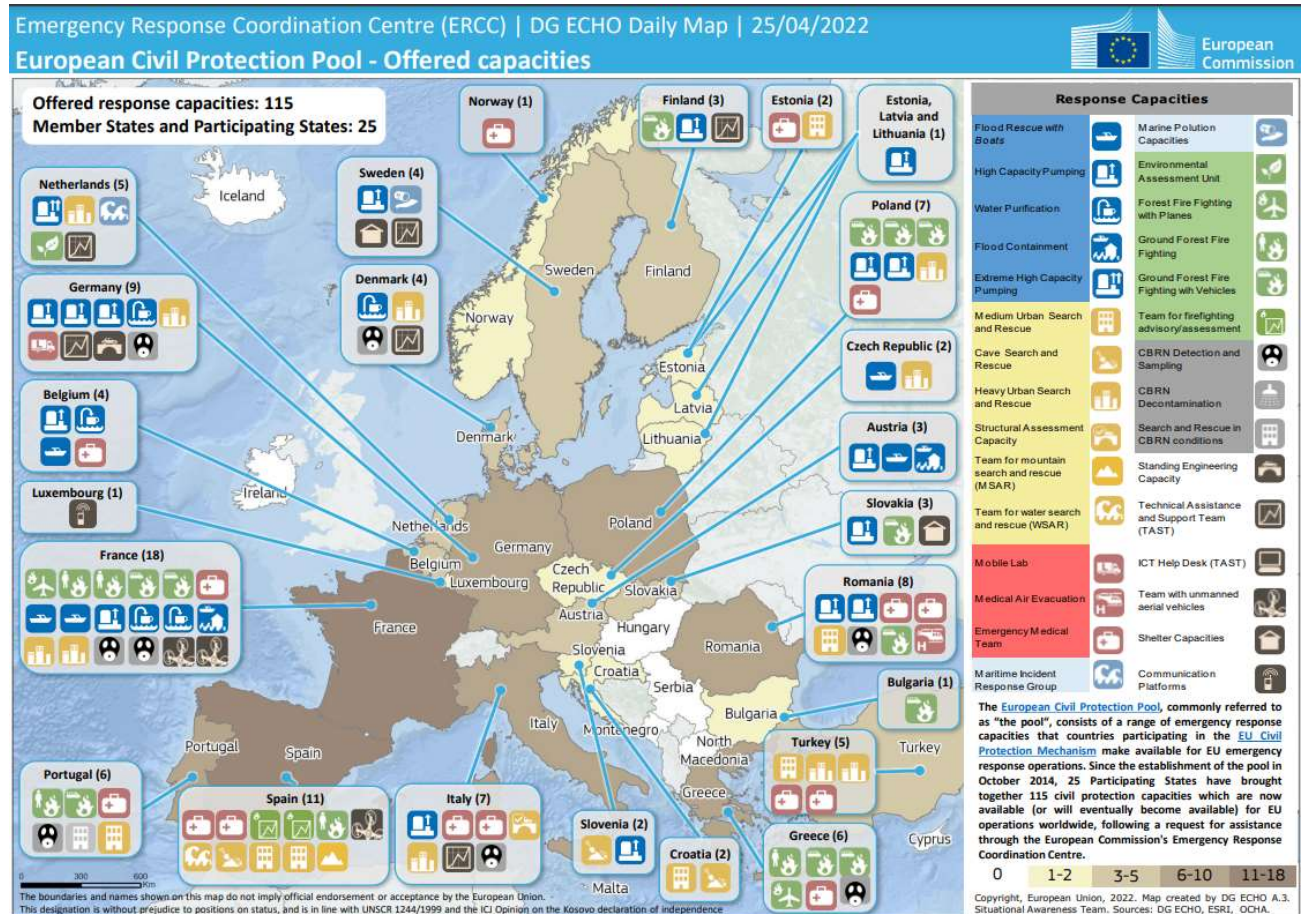 Emergency Response Coordination Centre (ERCC) | DG ECHO Daily Map | 25/04/2022
European Civil Protection Pool - Offered capacities
European
Commission
Offered response capacities: 115
Member States and Participating States: 25
Norway (1)
Finland (3)
Estonia (2)
Estonia,
Latvia and
Lithuania (1)
Netherlands (5)
Sweden (4)
Poland (7)
Germany (9)
Denmark (4)
Czech Republic (2)
Belgium (4)
Austria (3)
Luxembourg (1)
Slovakia (3)
France (18)
Romania (8)
Bulgaria (1)
Turkey (5)
Portugal (6)
Spain (11)
Italy (7)
Slovenia (2)
Croatia (2)
Greece (6)
Iceland
Sweden
Finland
Norway
Estonia
Latvia
Lithuania
Denmark
Ireland
Netherlands
Poland
Belgium
Germany
Luxembourg
Czech
Republic
Slovakia
Austria
Hungary
France
Slovenia
Romania
Croatia
Serbia
Italy
Montenegro
Bulgaria
North
Macedonia
Turkey
Portugal
Spain
Greece
Cyprus
Malta
0 300 600
Km
The boundaries and names shown on this map do not imply official endorsement or acceptance by the European Union.
This designation is without prejudice to positions on status, and is in line with UNSCR 1244/1999 and the ICJ Opinion on the Kosovo declaration of independence
Response Capacities
Flood Rescue with
Boats
High Capacity Pumping
Water Purification
Flood Containment
Extreme High Capacity
Pumping
Medium Urban Search
and Rescue
Cave Search and
Rescue
Heavy Urban Search
and Rescue
Structural Assessment
Capacity
Team for mountain
search and rescue
(MSAR)
Team for water search
and rescue (WSAR)
Mobile Lab
Medical Air Evacuation
H
Emergency Medical
Team
Maritime Incident
Response Group
Marine Polution
Capacities
Environmental
Assessment Unit
Forest Fire Fighting
with Planes
Ground Forest Fire
Fighting
Ground Forest Fire
Fighting wih Vehicles
Team for firefighting
advisory/assessment
CBRN Detection and
Sampling
CBRN
Decontamination
Search and Rescue in
CBRN conditions
Standing Engineering
Capacity
Technical Assistance
and Support Team
(TAST)
ICT Help Desk (TAST)
Team with unmanned
aerial vehicles
Shelter Capacities
Communication
Platforms
The European Civil Protection Pool, commonly referred to
as "the pool", consists of a range of emergency response
capacities that countries participating in the EU Civil
Protection Mechanism make available for EU emergency
response operations. Since the establishment of the pool in
October 2014, 25 Participating States have brought
together 115 civil protection capacities which are now
available (or will eventually become available) for EU
operations worldwide, following a request for assistance
through the European Commission's Emergency Response
Coordination Centre.
0 1-2 3-5 6-10 11-18
Copyright, European Union, 2022. Map created by DG ECHO A.3.
Situational Awareness Team. Sources: DG ECHO, ESRI, OCHA.